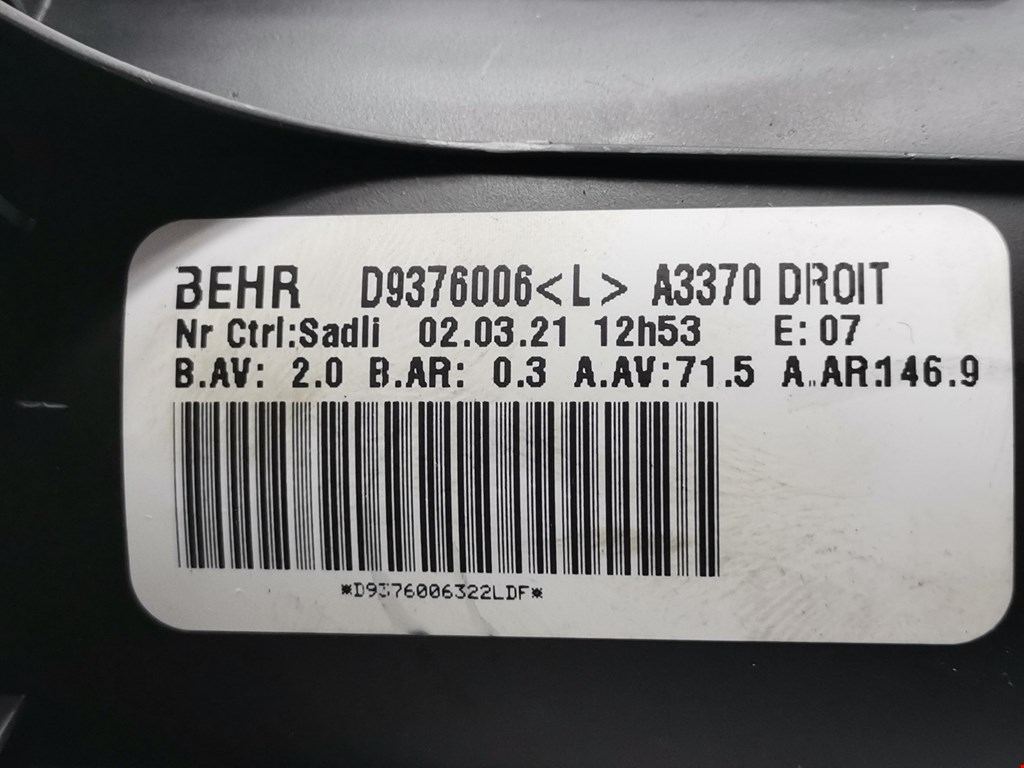 BEHR D9376006<L> A3370 DROIT
Nr Ctrl:Sadli 02.03.21 12h53 E: 07
B.AV: 2.0 B.AR: 0.3 A.AV:71.5 A.AR:146.9
*D9376006322LDF*